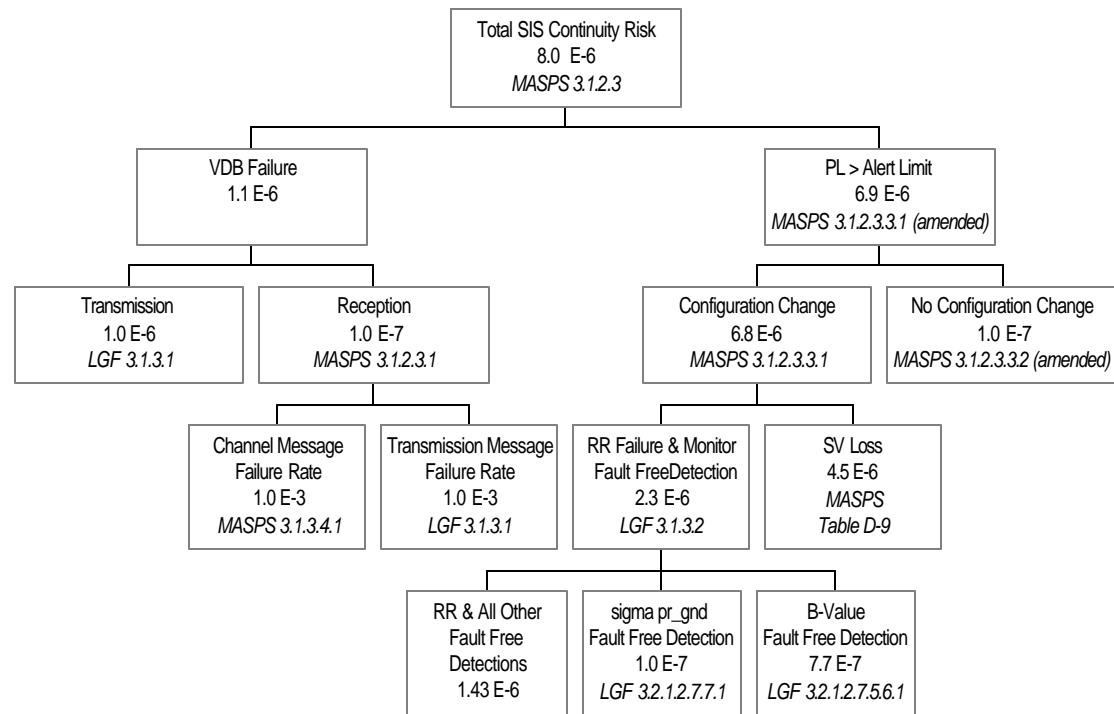 Total SIS Continuity Risk
8.0 E-6
MASPS 3.1.2.3
VDB Failure
1.1 E-6
PL > Alert Limit
6.9 E-6
MASPS 3.1.2.3.3.1 (amended)
Transmission
1.0 E-6
LGF 3.1.3.1
Reception
1.0 E-7
MASPS 3.1.2.3.1
Configuration Change
6.8 E-6
MASPS 3.1.2.3.3.1
No Configuration Change
1.0 E-7
MASPS 3.1.2.3.3.2 (amended)
Channel Message
Failure Rate
1.0 E-3
MASPS 3.1.3.4.1
Transmission Message
Failure Rate
1.0 E-3
LGF 3.1.3.1
RR Failure & Monitor
Fault FreeDetection
2.3 E-6
LGF 3.1.3.2
SV Loss
4.5 E-6
MASPS
Table D-9
RR & All Other
Fault Free
Detections
1.43 E-6
sigma pr_gnd
Fault Free Detection
1.0 E-7
LGF 3.2.1.2.7.7.1
B-Value
Fault Free Detection
7.7 E-7
LGF 3.2.1.2.7.5.6.1